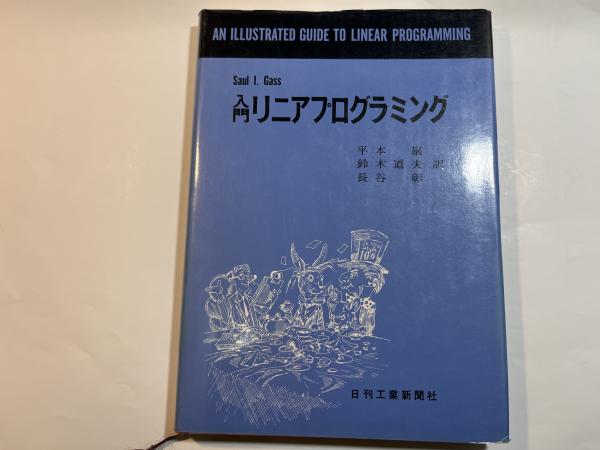 AN ILLUSTRATED GUIDE TO LINEAR PROGRAMMING
Saul I. Gass
入門リニアプログラミング
平本 巌
鈴木道夫 訳
長谷 彰
日刊工業新聞社